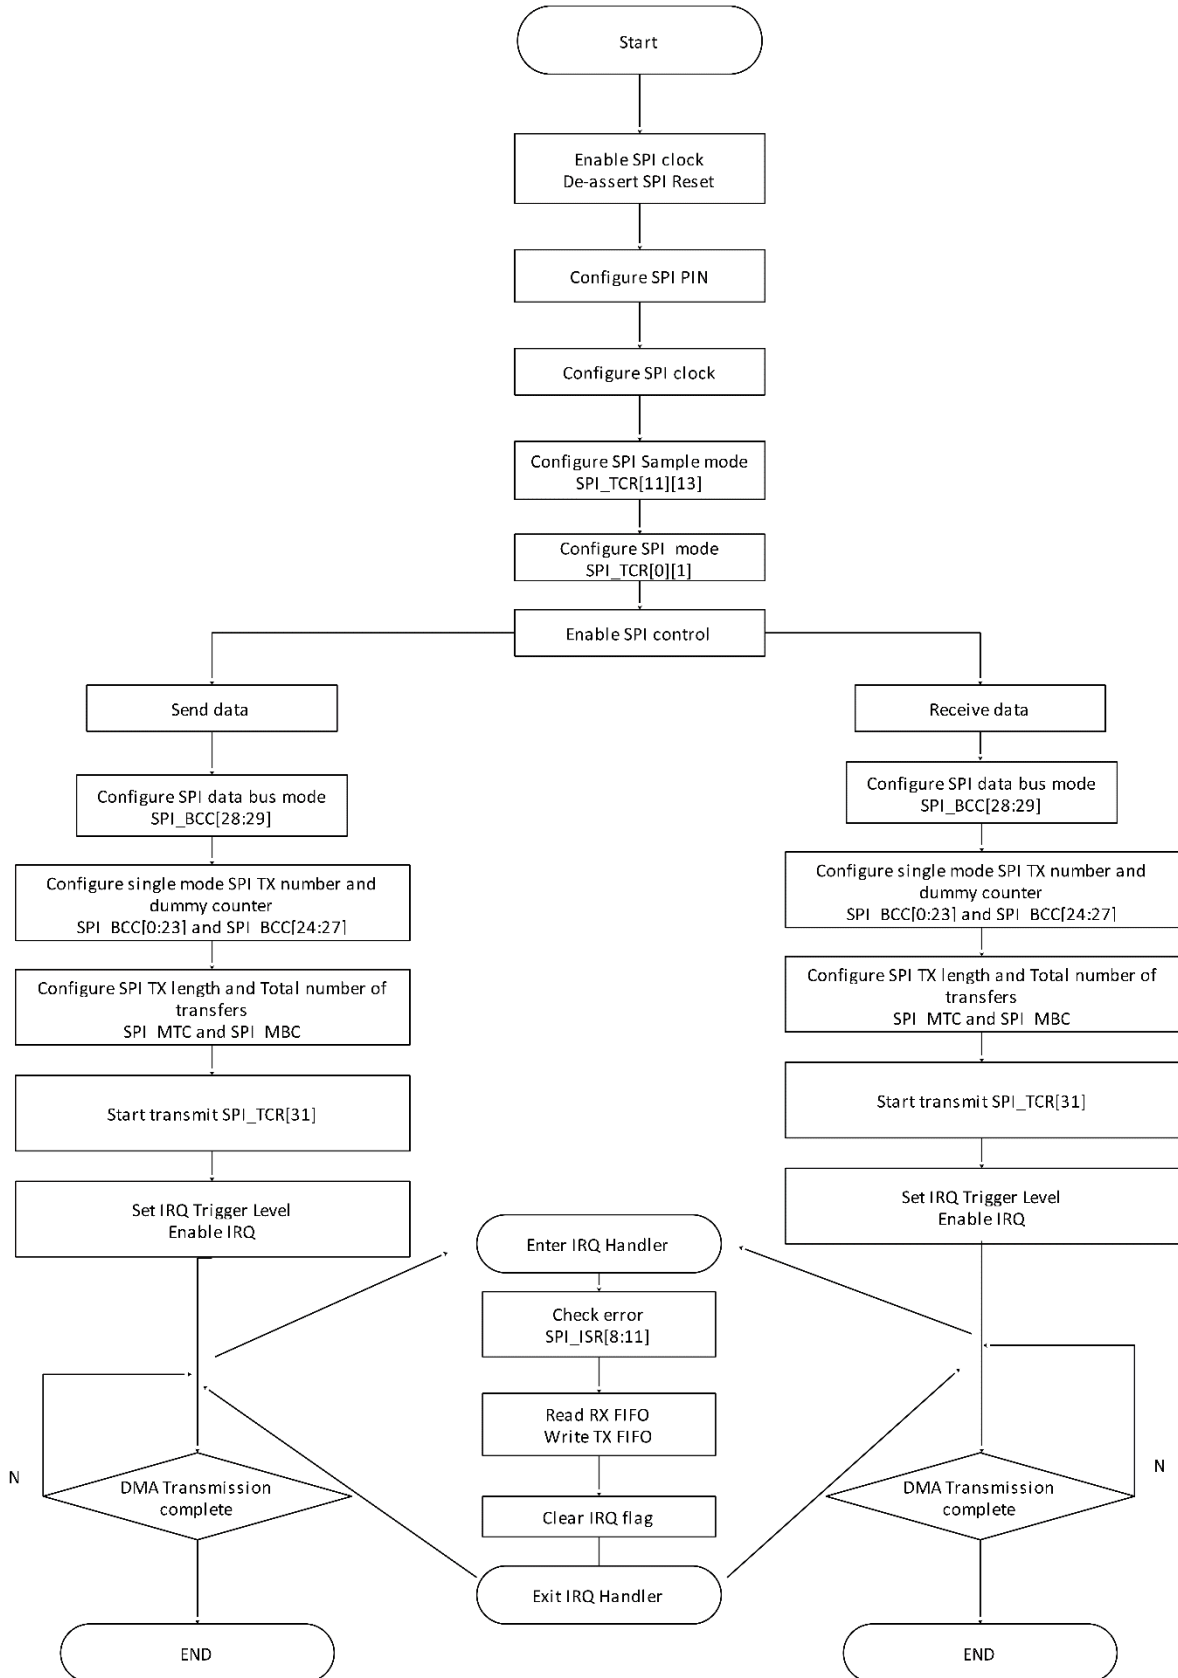 Start
Enable SPI clock
De-assert SPI Reset
Configure SPI PIN
Configure SPI clock
Configure SPI Sample mode
SPI_TCR[11][13]
Configure SPI mode
SPI_TCR[0][1]
Enable SPI control
Send data
Configure SPI data bus mode
SPI_BCC[28:29]
Configure single mode SPI TX number and
dummy counter
SPI_BCC[0:23] and SPI_BCC[24:27]
Configure SPI TX length and Total number of
transfers
SPI_MTC and SPI_MBC
Start transmit SPI_TCR[31]
Set IRQ Trigger Level
Enable IRQ
N
DMA Transmission
complete
END
Enter IRQ Handler
Check error
SPI_ISR[8:11]
Read RX FIFO
Write TX FIFO
Clear IRQ flag
Exit IRQ Handler
Receive data
Configure SPI data bus mode
SPI_BCC[28:29]
Configure single mode SPI TX number and
dummy counter
SPI_BCC[0:23] and SPI_BCC[24:27]
Configure SPI TX length and Total number of
transfers
SPI_MTC and SPI_MBC
Start transmit SPI_TCR[31]
Set IRQ Trigger Level
Enable IRQ
N
DMA Transmission
complete
END